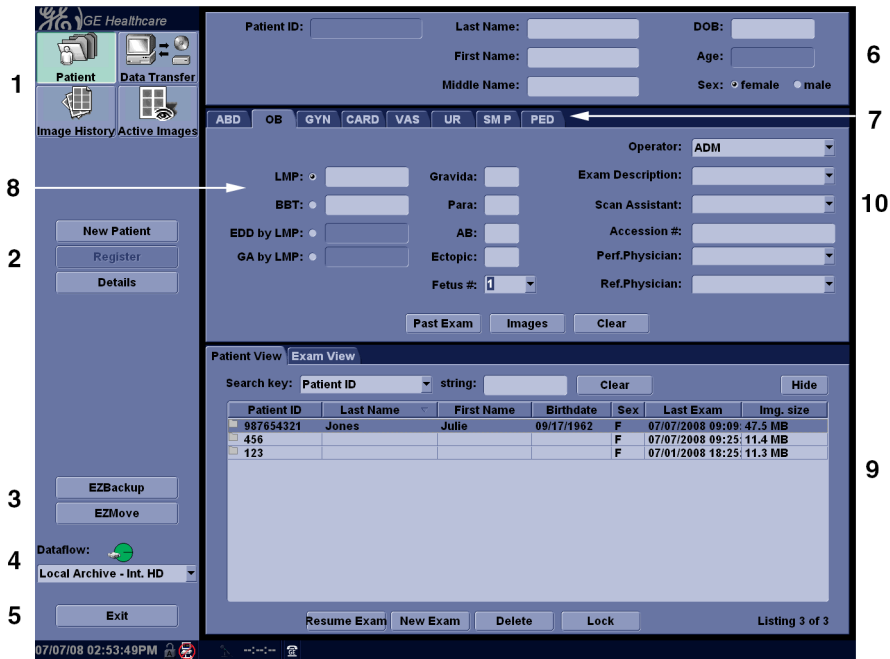 GE Healthcare
Patient
Data Transfer
Image History
Active Images
1
New Patient
Register
Details
2
EZBackup
EZMove
3
Dataflow:
Local Archive - Int. HD
4
Exit
5
07/07/08 02:53:49PM
--:--:--
Patient ID:
Last Name:
DOB:
First Name:
Age:
Middle Name:
Sex: female male
6
ABD OB GYN CARD VAS UR SM P PED
7
Operator: ADM
LMP:
Gravida:
Exam Description:
8
BBT:
Para:
Scan Assistant:
10
EDD by LMP:
AB:
Accession #:
GA by LMP:
Ectopic:
Perf.Physician:
Fetus #: 1
Ref.Physician:
Past Exam
Images
Clear
Patient View Exam View
Search key: Patient ID string: Clear Hide
Patient ID Last Name First Name Birthdate Sex Last Exam Img. size
987654321 Jones Julie 09/17/1962 F 07/07/2008 09:09: 47.5 MB
456 F 07/07/2008 09:25: 11.4 MB
123 F 07/01/2008 18:25: 11.3 MB
9
Resume Exam New Exam Delete Lock Listing 3 of 3